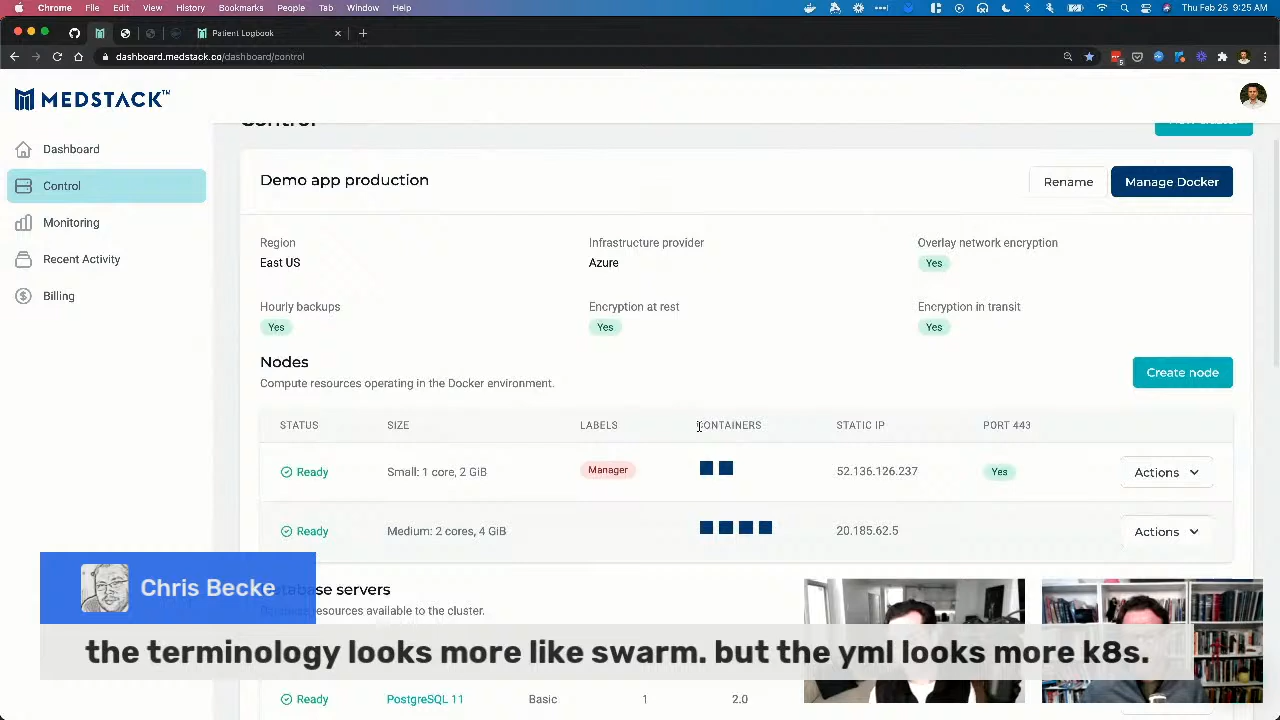 Chrome File Edit View History Bookmarks People Tab Window Help Thu Feb 25 9:25 AM
Patient Logbook
dashboard.medstack.co/dashboard/control
MEDSTACK™
Dashboard
Control
Monitoring
Recent Activity
$ Billing
Control
Demo app production
Rename
Manage Docker
Region
East US
Infrastructure provider
Azure
Overlay network encryption
Yes
Hourly backups
Yes
Encryption at rest
Yes
Encryption in transit
Yes
Nodes
Compute resources operating in the Docker environment.
Create node
STATUS SIZE LABELS CONTAINERS STATIC IP PORT 443
Ready Small: 1 core, 2 GiB Manager 52.136.126.237 Yes Actions
Ready Medium: 2 cores, 4 GiB 20.185.62.5 Actions
Database servers
resources available to the cluster.
Chris Becke
the terminology looks more like swarm. but the yml looks more k8s.
Ready PostgreSQL 11 Basic 1 2.0